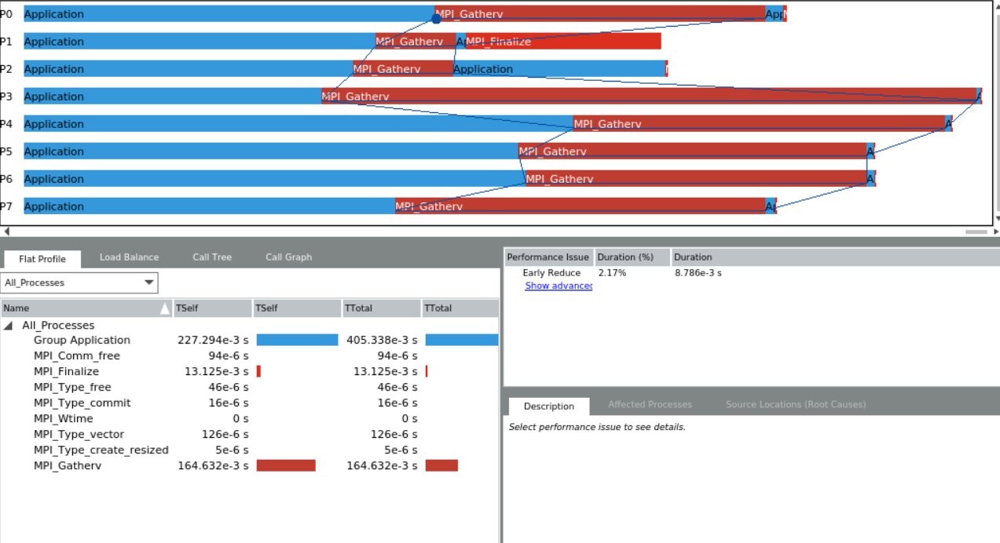 P0 Application MPI_Gatherv App
P1 Application MPI_Gatherv Ap MPI_Finalize
P2 Application MPI_Gatherv Application
P3 Application MPI_Gatherv A
P4 Application MPI_Gatherv A
P5 Application MPI_Gatherv A
P6 Application MPI_Gatherv A
P7 Application MPI_Gatherv Ap
Flat Profile Load Balance Call Tree Call Graph
All_Processes
Name TSelf TSelf TTotal TTotal
All_Processes
Group Application 227.294e-3 s 405.338e-3 s
MPI_Comm_free 94e-6 s 94e-6 s
MPI_Finalize 13.125e-3 s 13.125e-3 s
MPI_Type_free 46e-6 s 46e-6 s
MPI_Type_commit 16e-6 s 16e-6 s
MPI_Wtime 0 s 0 s
MPI_Type_vector 126e-6 s 126e-6 s
MPI_Type_create_resized 5e-6 s 5e-6 s
MPI_Gatherv 164.632e-3 s 164.632e-3 s
Performance Issue Duration (%) Duration
Early Reduce 2.17% 8.786e-3 s
Show advanced
Description Affected Processes Source Locations (Root Causes)
Select performance issue to see details.